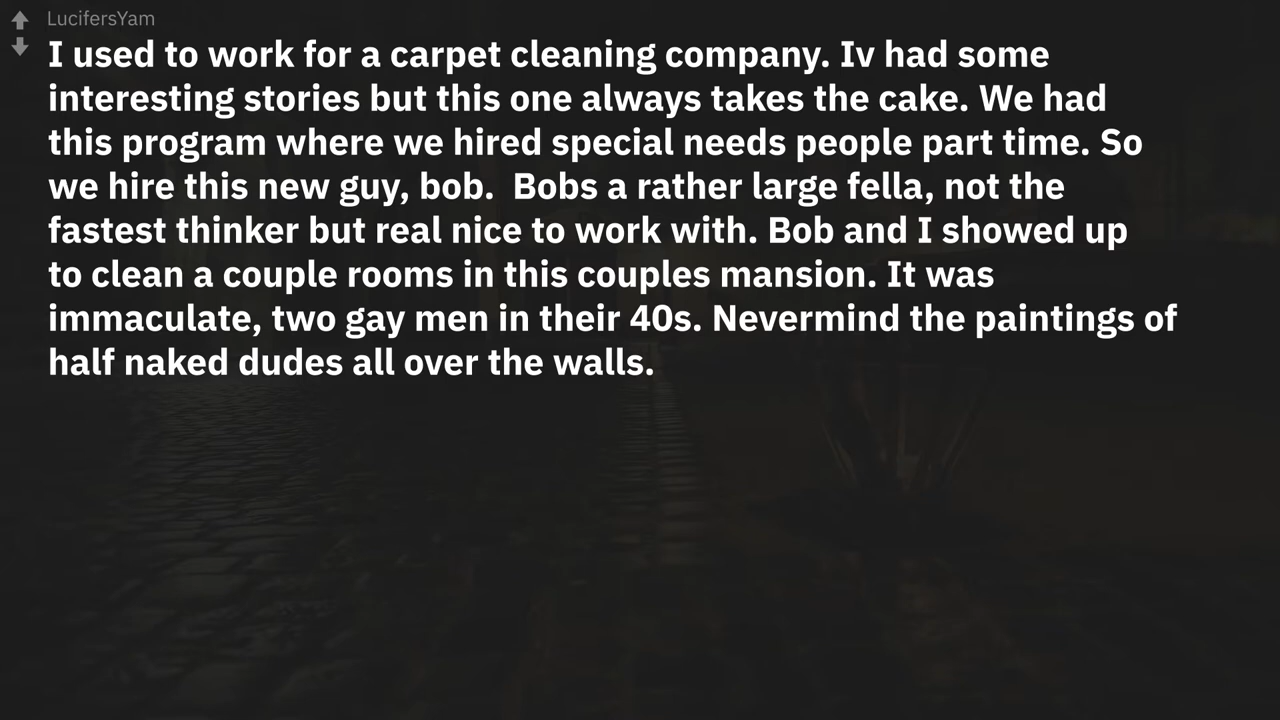 LucifersYam
I used to work for a carpet cleaning company. Iv had some
interesting stories but this one always takes the cake. We had
this program where we hired special needs people part time. So
we hire this new guy, bob.  Bobs a rather large fella, not the
fastest thinker but real nice to work with. Bob and I showed up
to clean a couple rooms in this couples mansion. It was
immaculate, two gay men in their 40s. Nevermind the paintings of
half naked dudes all over the walls.